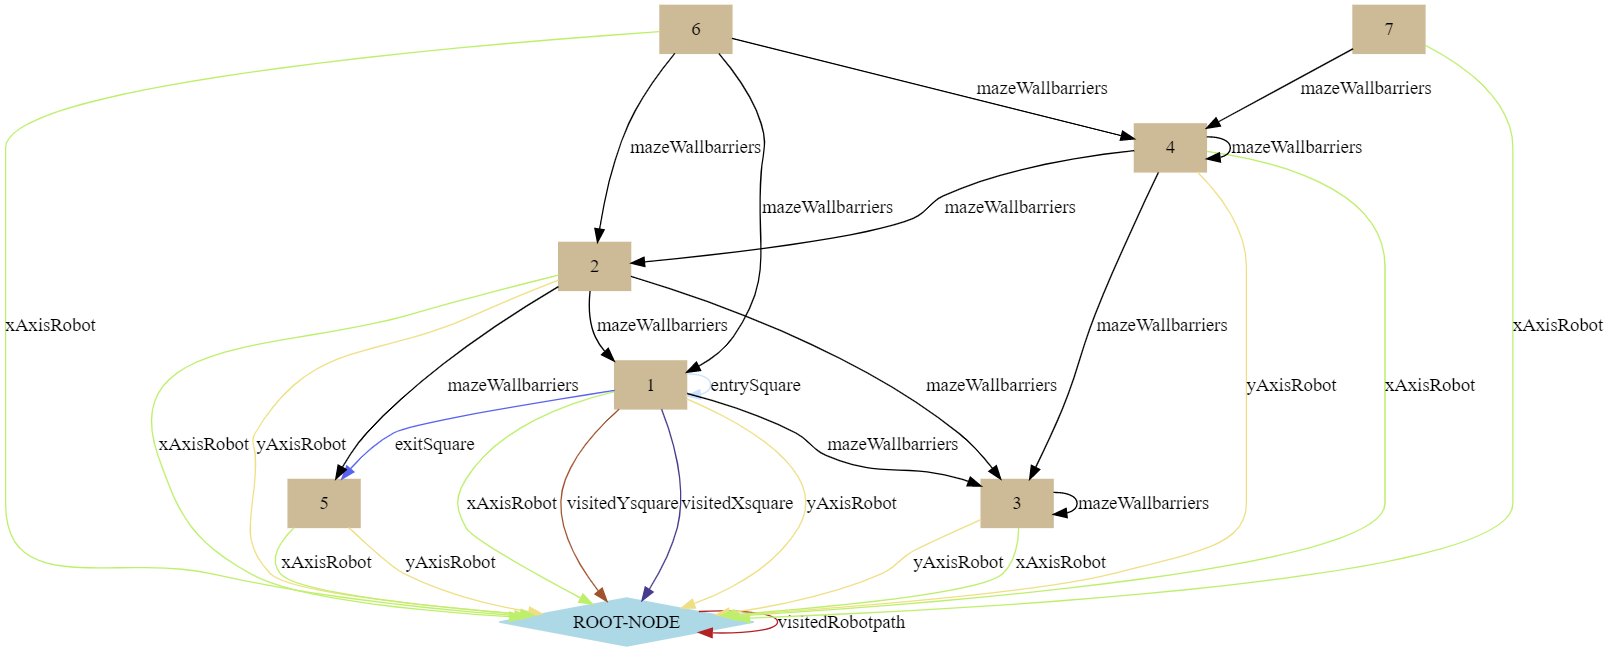 6
7
mazeWallbarriers
mazeWallbarriers
4
mazeWallbarriers
mazeWallbarriers
mazeWallbarriers
mazeWallbarriers
2
xAxisRobot
mazeWallbarriers
mazeWallbarriers
xAxisRobot
mazeWallbarriers
1
entrySquare
mazeWallbarriers
yAxisRobot
xAxisRobot
xAxisRobot
yAxisRobot
exitSquare
mazeWallbarriers
5
xAxisRobot
visitedYsquare
visitedXsquare
yAxisRobot
3
mazeWallbarriers
xAxisRobot
yAxisRobot
yAxisRobot
xAxisRobot
ROOT-NODE
visitedRobotpath